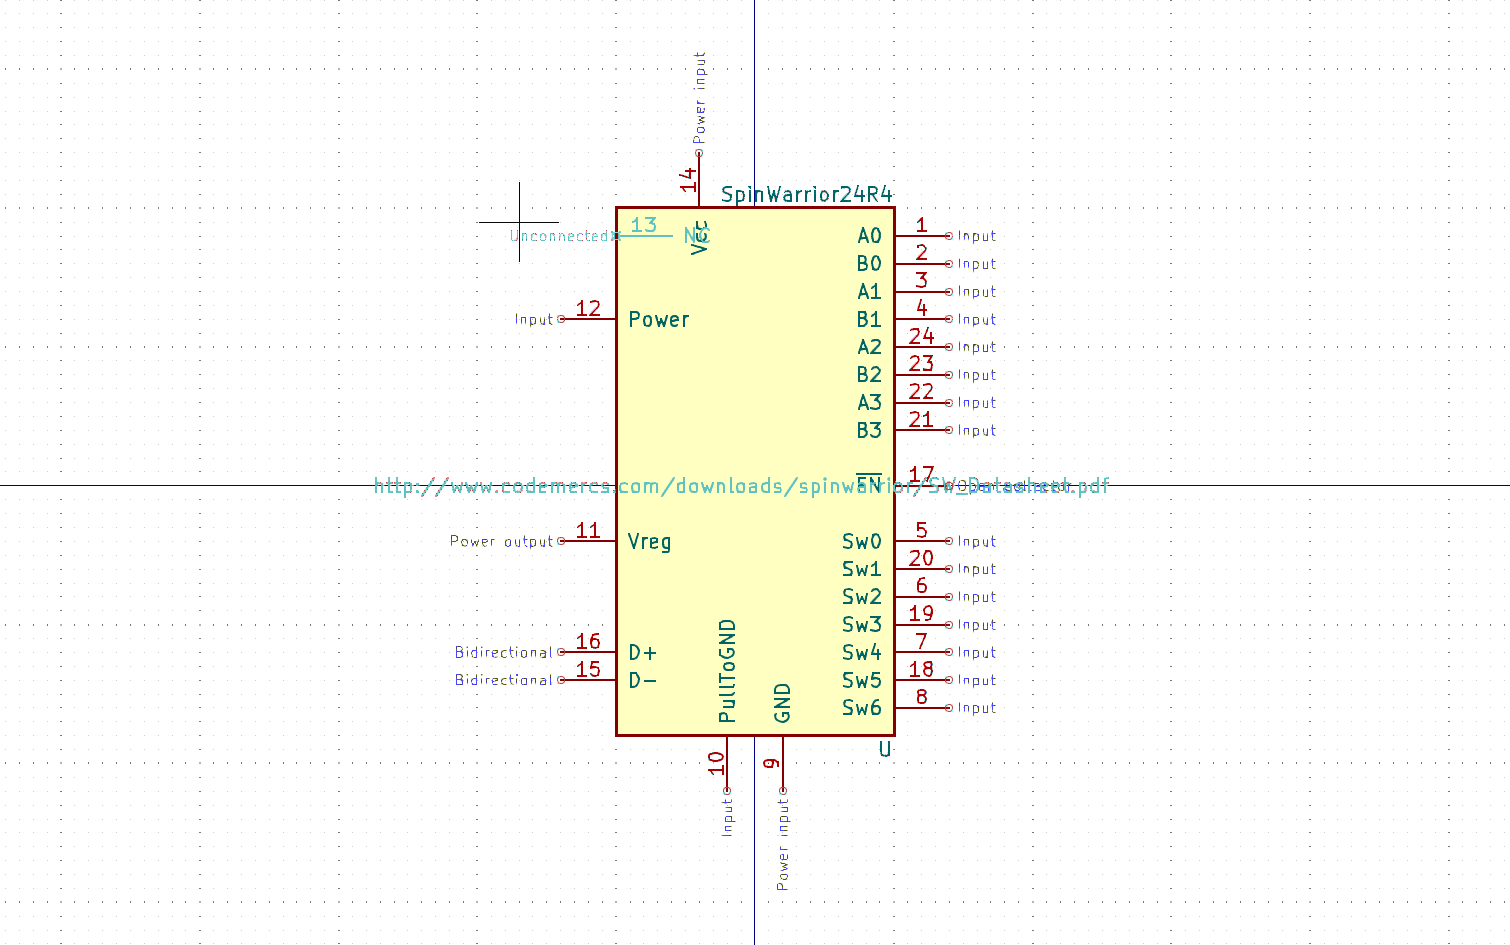 Power input
14
SpinWarrior24R4
Vcc
Unconnected 13 NC
A0 1 Input
B0 2 Input
A1 3 Input
Input 12 Power
B1 4 Input
A2 24 Input
B2 23 Input
A3 22 Input
B3 21 Input
http://www.codemercs.com/downloads/spinwarrior/SW_Datasheet.pdf
EN 17
Power output 11 Vreg
Sw0 5 Input
Sw1 20 Input
Sw2 6 Input
Sw3 19 Input
Input 7 Sw4
Bidirectional 16 D+
Bidirectional 15 D-
Sw5 18 Input
Sw6 8 Input
PullToGND
GND
U
10
9
Input
Power input